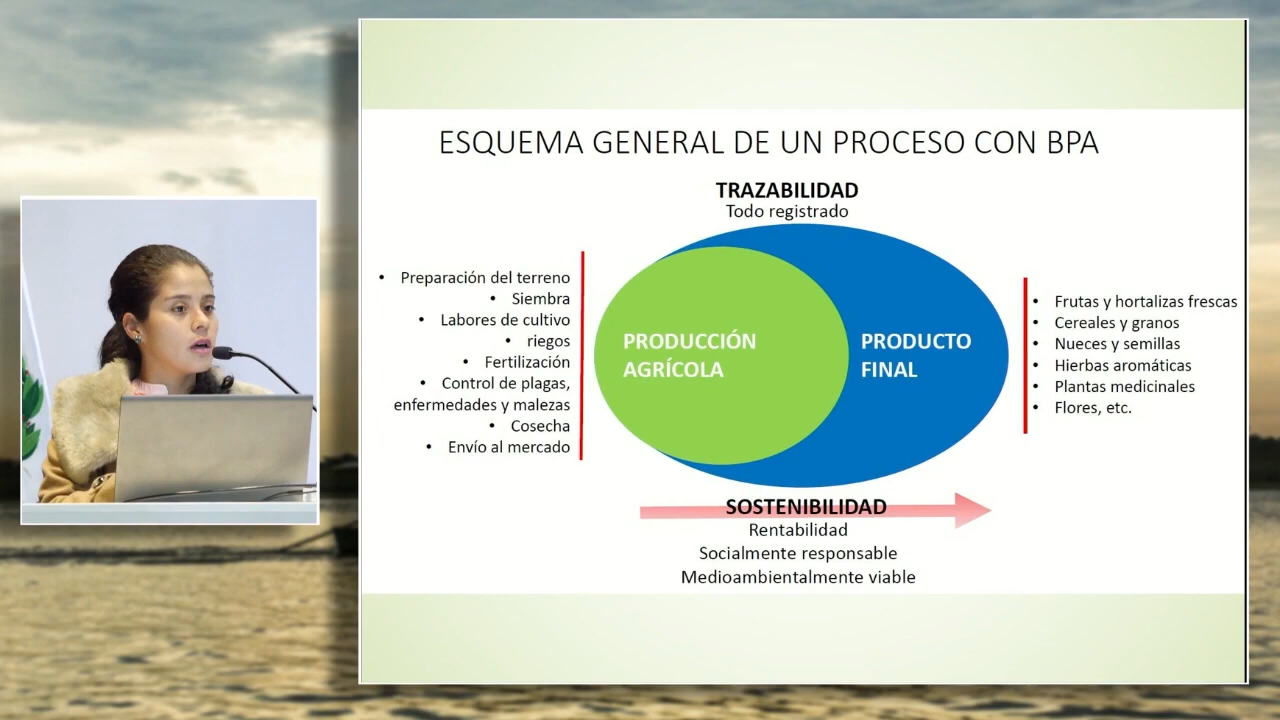 ESQUEMA GENERAL DE UN PROCESO CON BPA
TRAZABILIDAD
Todo registrado
• Preparación del terreno
• Siembra
• Labores de cultivo
• riegos
• Fertilización
• Control de plagas,
enfermedades y malezas
• Cosecha
• Envío al mercado
PRODUCCIÓN
AGRÍCOLA
PRODUCTO
FINAL
• Frutas y hortalizas frescas
• Cereales y granos
• Nueces y semillas
• Hierbas aromáticas
• Plantas medicinales
• Flores, etc.
SOSTENIBILIDAD
Rentabilidad
Socialmente responsable
Medioambientalmente viable